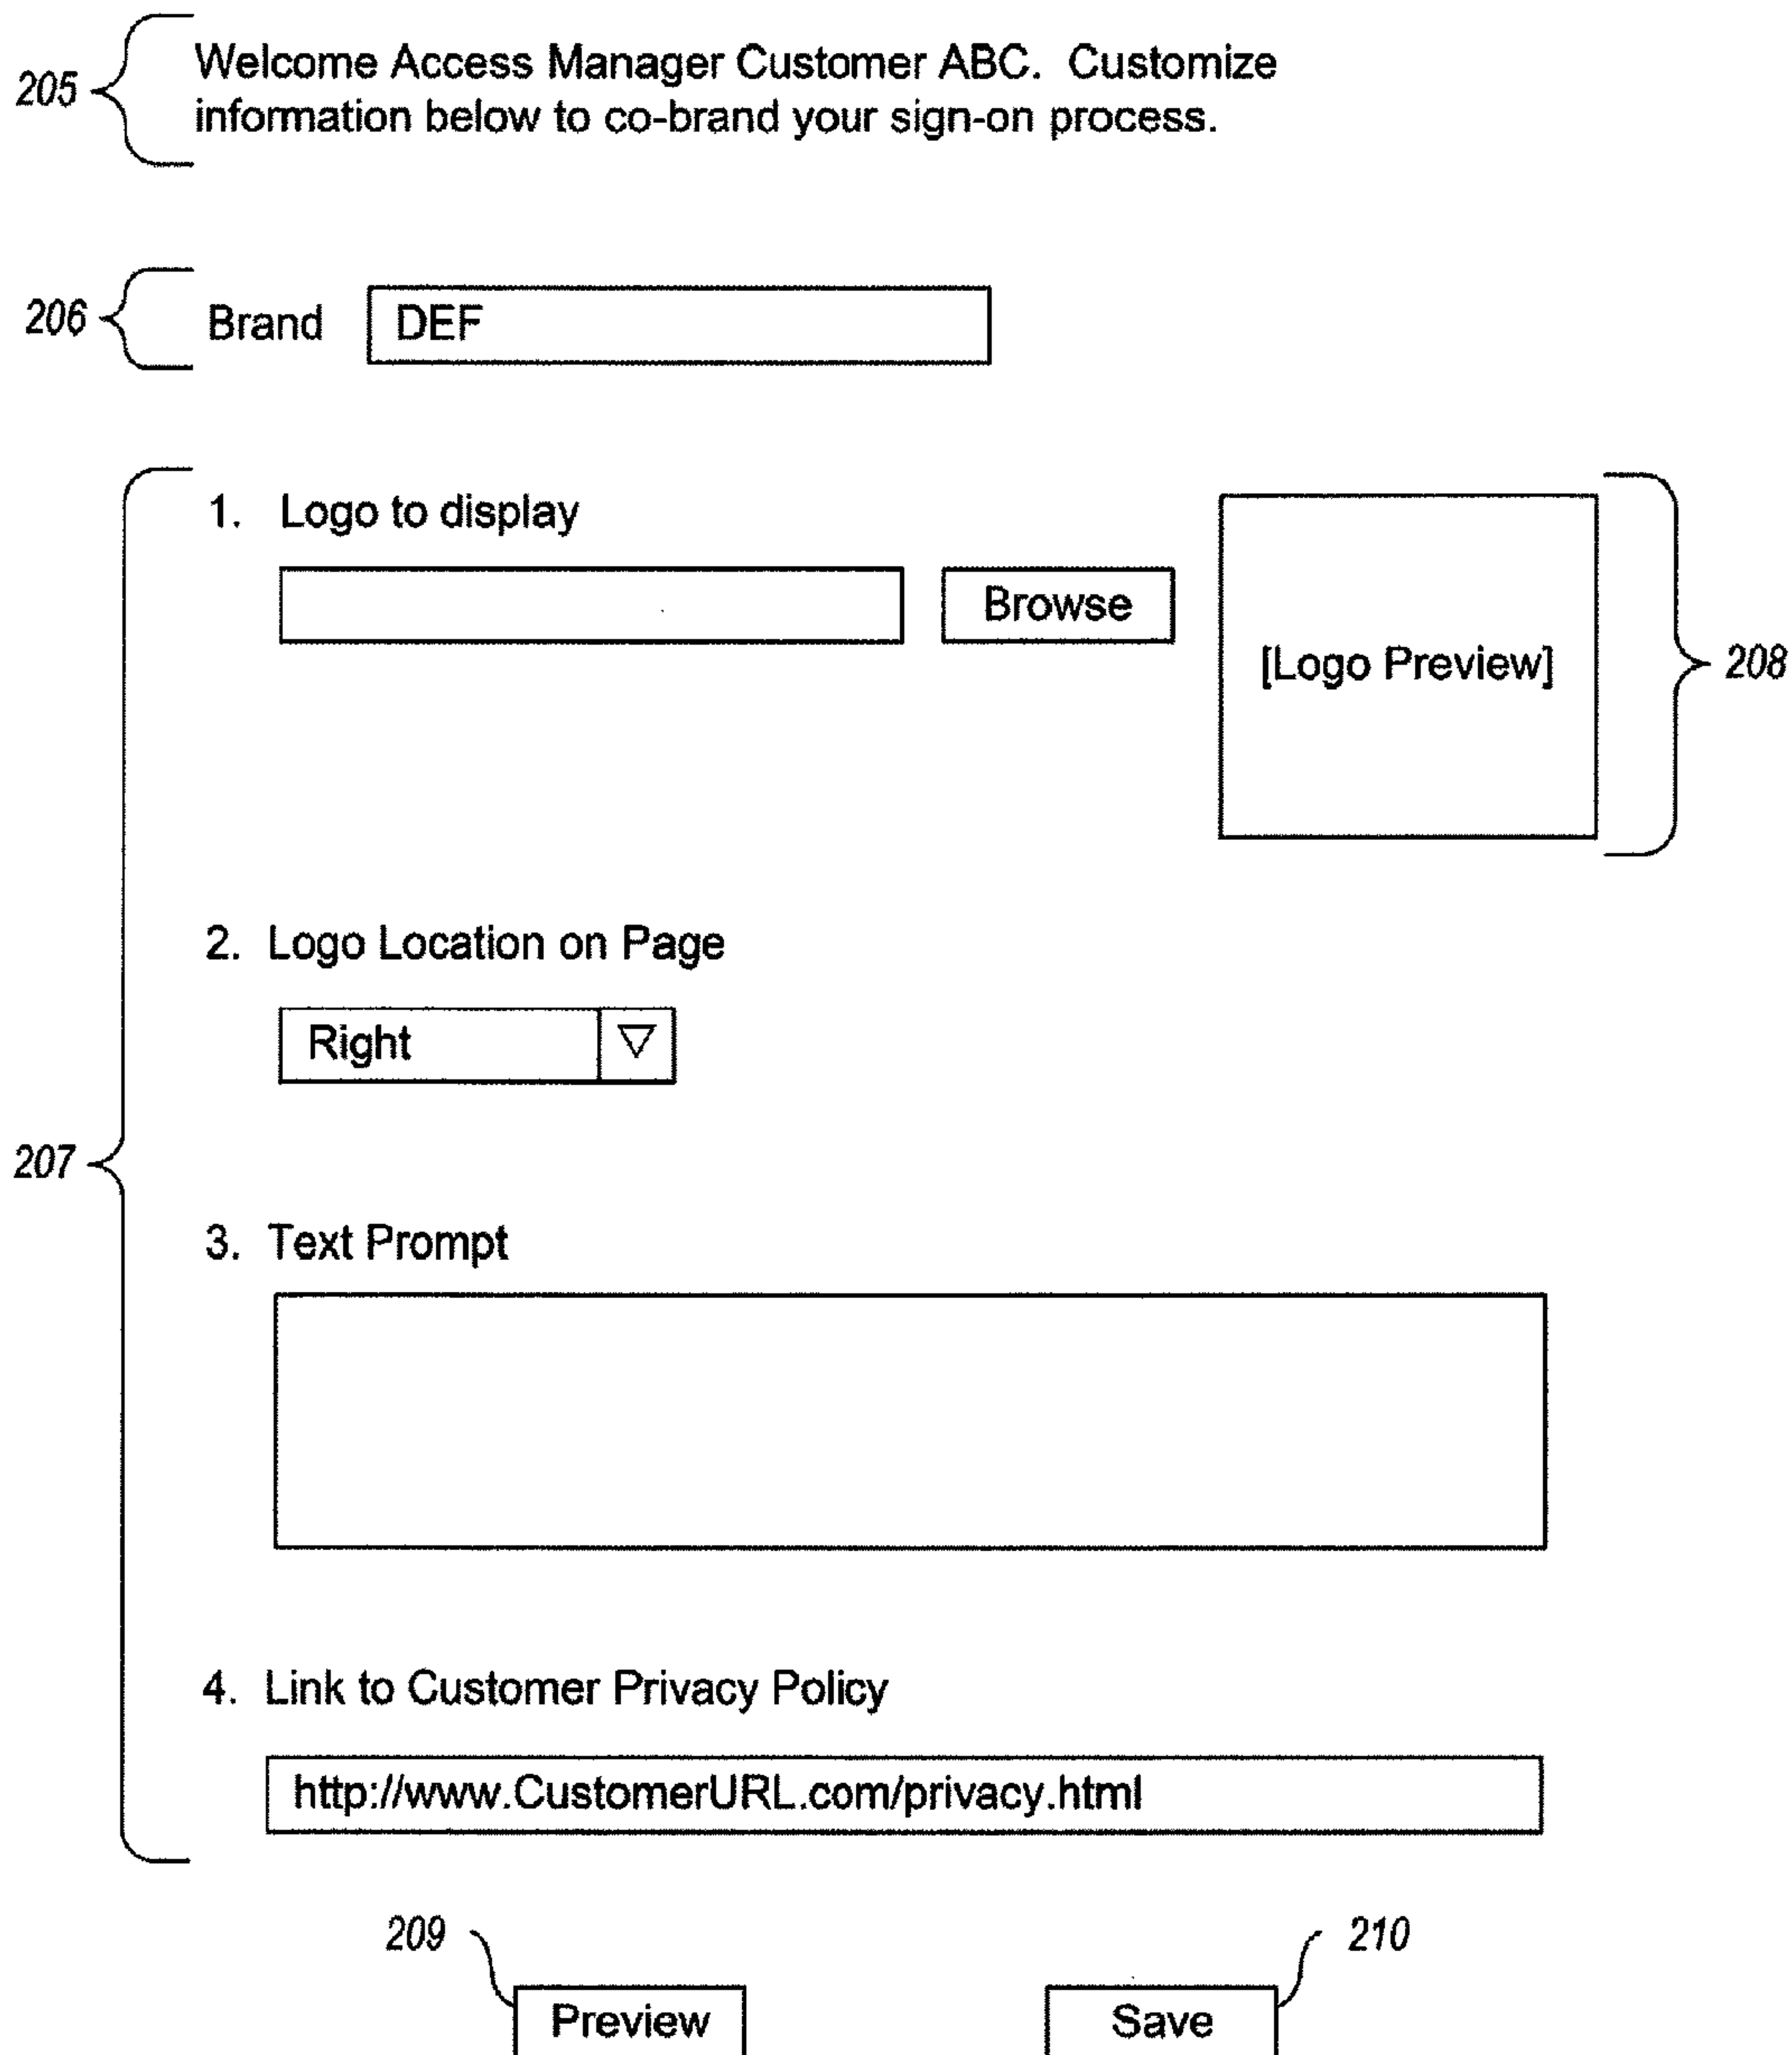 205
Welcome Access Manager Customer ABC. Customize
information below to co-brand your sign-on process.
206
Brand
DEF
1. Logo to display
Browse
[Logo Preview]
208
2. Logo Location on Page
Right
207
3. Text Prompt
4. Link to Customer Privacy Policy
http://www.CustomerURL.com/privacy.html
209
210
Preview
Save